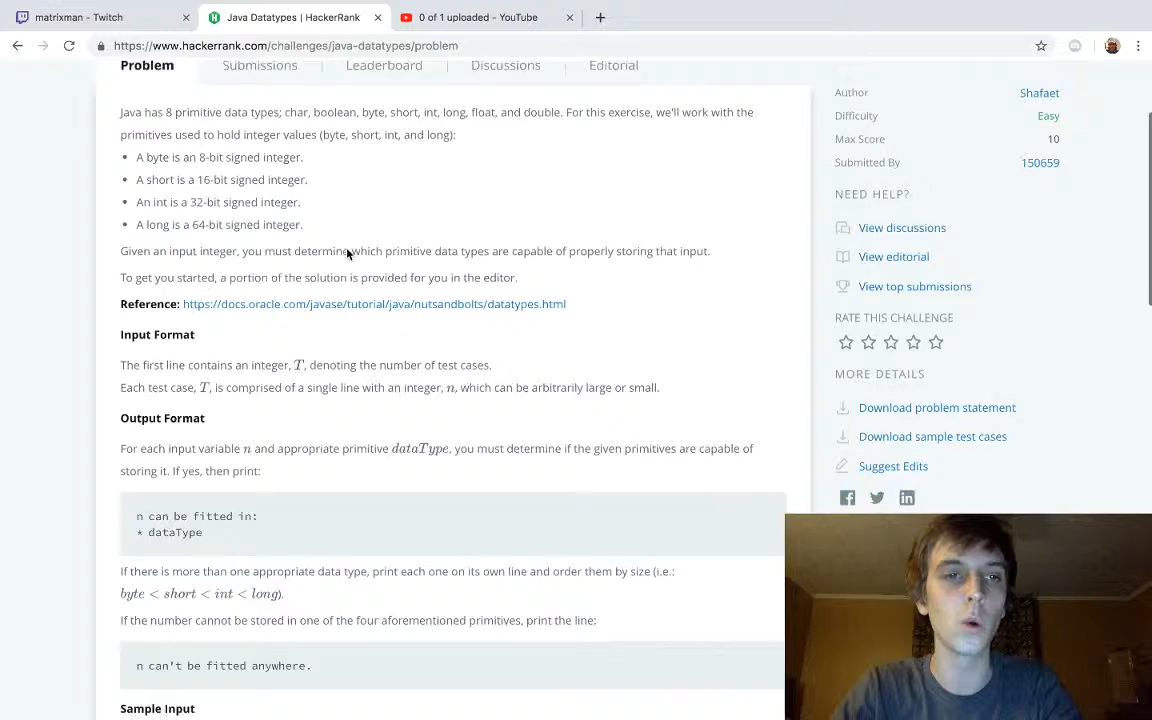 matrixman - Twitch
Java Datatypes | HackerRank
0 of 1 uploaded - YouTube
https://www.hackerrank.com/challenges/java-datatypes/problem
Problem
Submissions
Leaderboard
Discussions
Editorial
Java has 8 primitive data types; char, boolean, byte, short, int, long, float, and double. For this exercise, we'll work with the
primitives used to hold integer values (byte, short, int, and long):
• A byte is an 8-bit signed integer.
• A short is a 16-bit signed integer.
• An int is a 32-bit signed integer.
• A long is a 64-bit signed integer.
Given an input integer, you must determine which primitive data types are capable of properly storing that input.
To get you started, a portion of the solution is provided for you in the editor.
Reference: https://docs.oracle.com/javase/tutorial/java/nutsandbolts/datatypes.html
Input Format
The first line contains an integer, T, denoting the number of test cases.
Each test case, T, is comprised of a single line with an integer, n, which can be arbitrarily large or small.
Output Format
For each input variable n and appropriate primitive dataType, you must determine if the given primitives are capable of
storing it. If yes, then print:
n can be fitted in:
* dataType
If there is more than one appropriate data type, print each one on its own line and order them by size (i.e.:
byte < short < int < long).
If the number cannot be stored in one of the four aforementioned primitives, print the line:
n can't be fitted anywhere.
Sample Input
Author Shafaet
Difficulty Easy
Max Score 10
Submitted By 150659
NEED HELP?
View discussions
View editorial
View top submissions
RATE THIS CHALLENGE
MORE DETAILS
Download problem statement
Download sample test cases
Suggest Edits